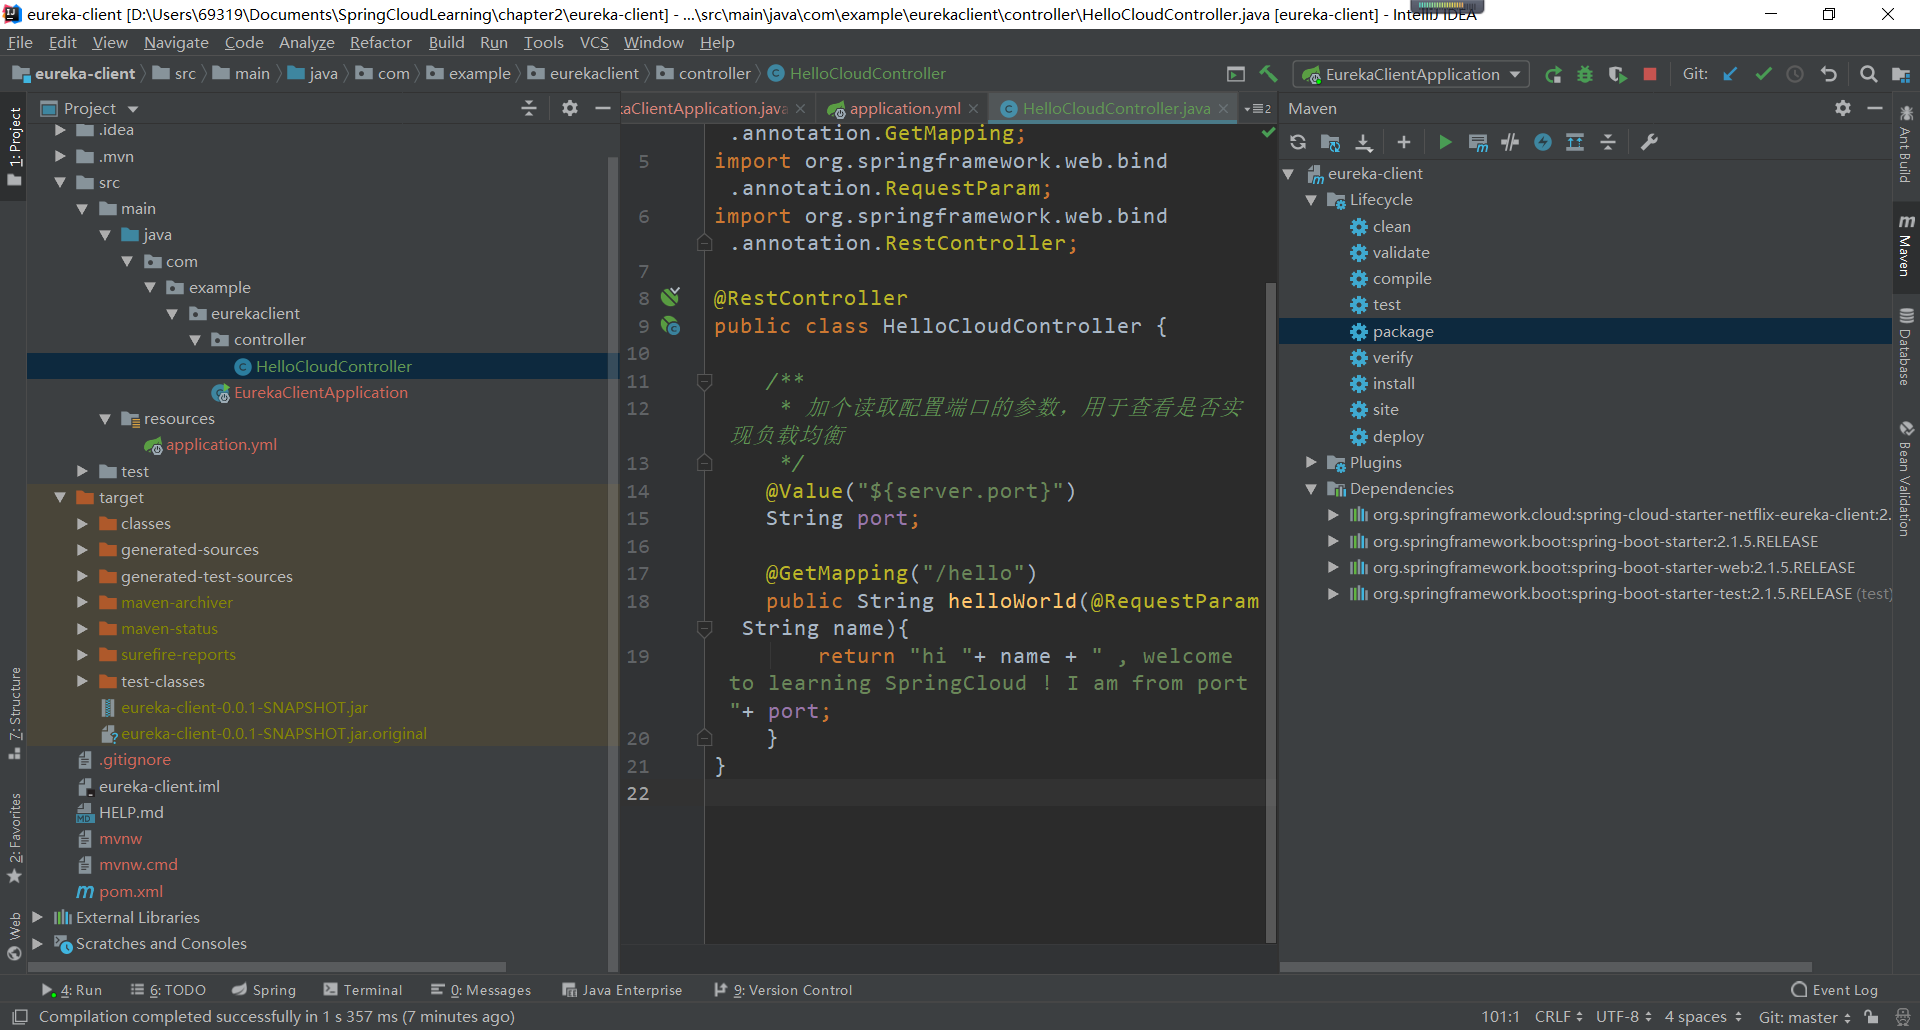 eureka-client [D:\Users\69319\Documents\SpringCloudLearning\chapter2\eureka-client] - ...\src\main\java\com\example\eurekaclient\controller\HelloCloudController.java [eureka-client] - IntelliJ IDEA
File Edit View Navigate Code Analyze Refactor Build Run Tools VCS Window Help
eureka-client src main java com example eurekaclient controller HelloCloudController
EurekaClientApplication Git:
1: Project
7: Structure
2: Favorites
Web
Project
.idea
.mvn
src
main
java
com
example
eurekaclient
controller
HelloCloudController
EurekaClientApplication
resources
application.yml
test
target
classes
generated-sources
generated-test-sources
maven-archiver
maven-status
surefire-reports
test-classes
eureka-client-0.0.1-SNAPSHOT.jar
eureka-client-0.0.1-SNAPSHOT.jar.original
.gitignore
eureka-client.iml
HELP.md
mvnw
mvnw.cmd
pom.xml
External Libraries
Scratches and Consoles
kaClientApplication.java application.yml HelloCloudController.java 2
.annotation.GetMapping;
5 import org.springframework.web.bind
.annotation.RequestParam;
6 import org.springframework.web.bind
.annotation.RestController;
7
8 @RestController
9 public class HelloCloudController {
10
11 /**
12 * 加个读取配置端口的参数，用于查看是否实
现负载均衡
13 */
14 @Value("${server.port}")
15 String port;
16
17 @GetMapping("/hello")
18 public String helloWorld(@RequestParam
String name){
19 return "hi "+ name + " , welcome
to learning SpringCloud ! I am from port
"+ port;
20 }
21 }
22
Maven
eureka-client
Lifecycle
clean
validate
compile
test
package
verify
install
site
deploy
Plugins
Dependencies
org.springframework.cloud:spring-cloud-starter-netflix-eureka-client:2.
org.springframework.boot:spring-boot-starter:2.1.5.RELEASE
org.springframework.boot:spring-boot-starter-web:2.1.5.RELEASE
org.springframework.boot:spring-boot-starter-test:2.1.5.RELEASE (test)
Ant Build
Maven
Database
Bean Validation
4: Run 6: TODO Spring Terminal 0: Messages Java Enterprise 9: Version Control Event Log
Compilation completed successfully in 1 s 357 ms (7 minutes ago) 101:1 CRLF UTF-8 4 spaces Git: master